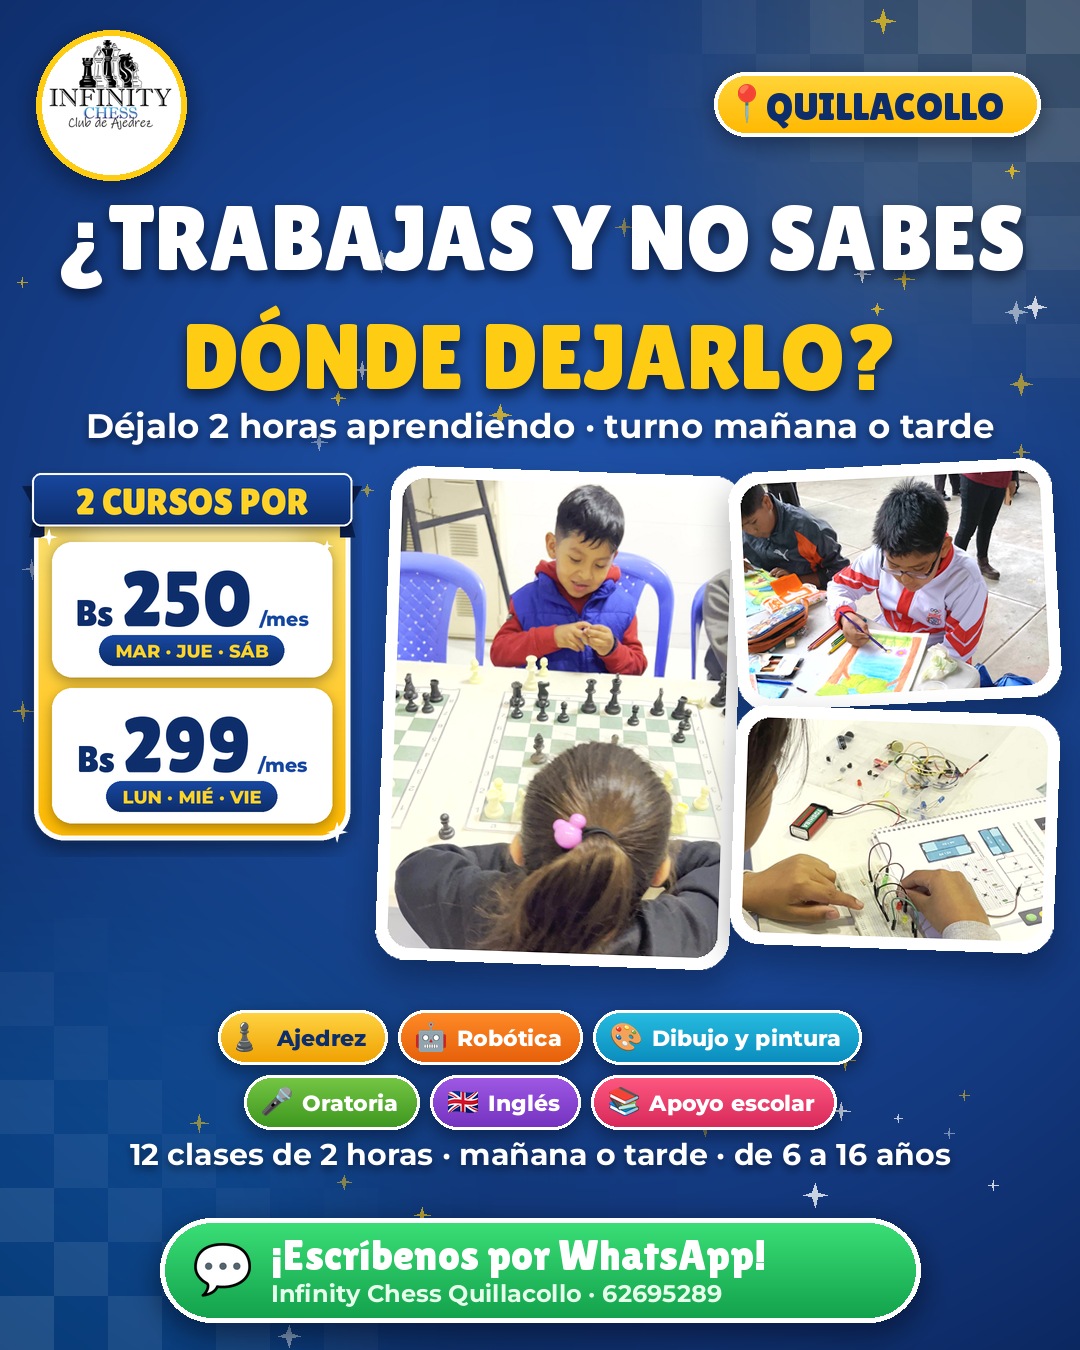 INFINITY
CHESS
Club de Ajedrez
QUILLACOLLO
¿TRABAJAS Y NO SABES
DÓNDE DEJARLO?
Déjalo 2 horas aprendiendo · turno mañana o tarde
2 CURSOS POR
Bs 250 /mes
MAR · JUE · SÁB
Bs 299 /mes
LUN · MIÉ · VIE
Ajedrez
Robótica
Dibujo y pintura
Oratoria
Inglés
Apoyo escolar
12 clases de 2 horas · mañana o tarde · de 6 a 16 años
¡Escríbenos por WhatsApp!
Infinity Chess Quillacollo · 62695289